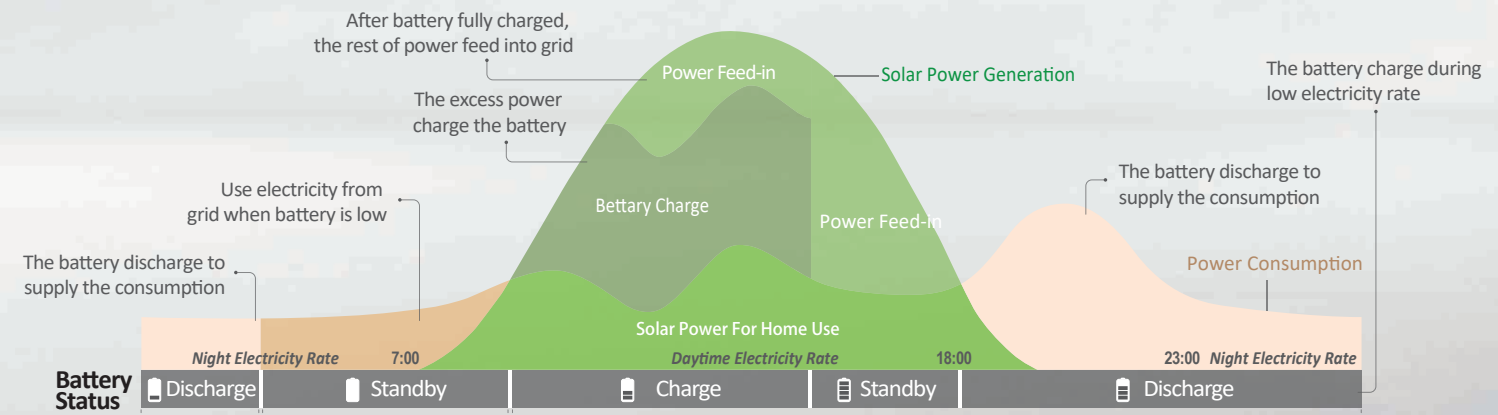 After battery fully charged,
the rest of power feed into grid
Power Feed-in
Solar Power Generation
The battery charge during
low electricity rate
The excess power
charge the battery
Use electricity from
grid when battery is low
Bettary Charge
Power Feed-in
The battery discharge to
supply the consumption
The battery discharge to
supply the consumption
Power Consumption
Solar Power For Home Use
Night Electricity Rate
7:00
Daytime Electricity Rate
18:00
23:00
Night Electricity Rate
Battery
Status
Discharge
Standby
Charge
Standby
Discharge